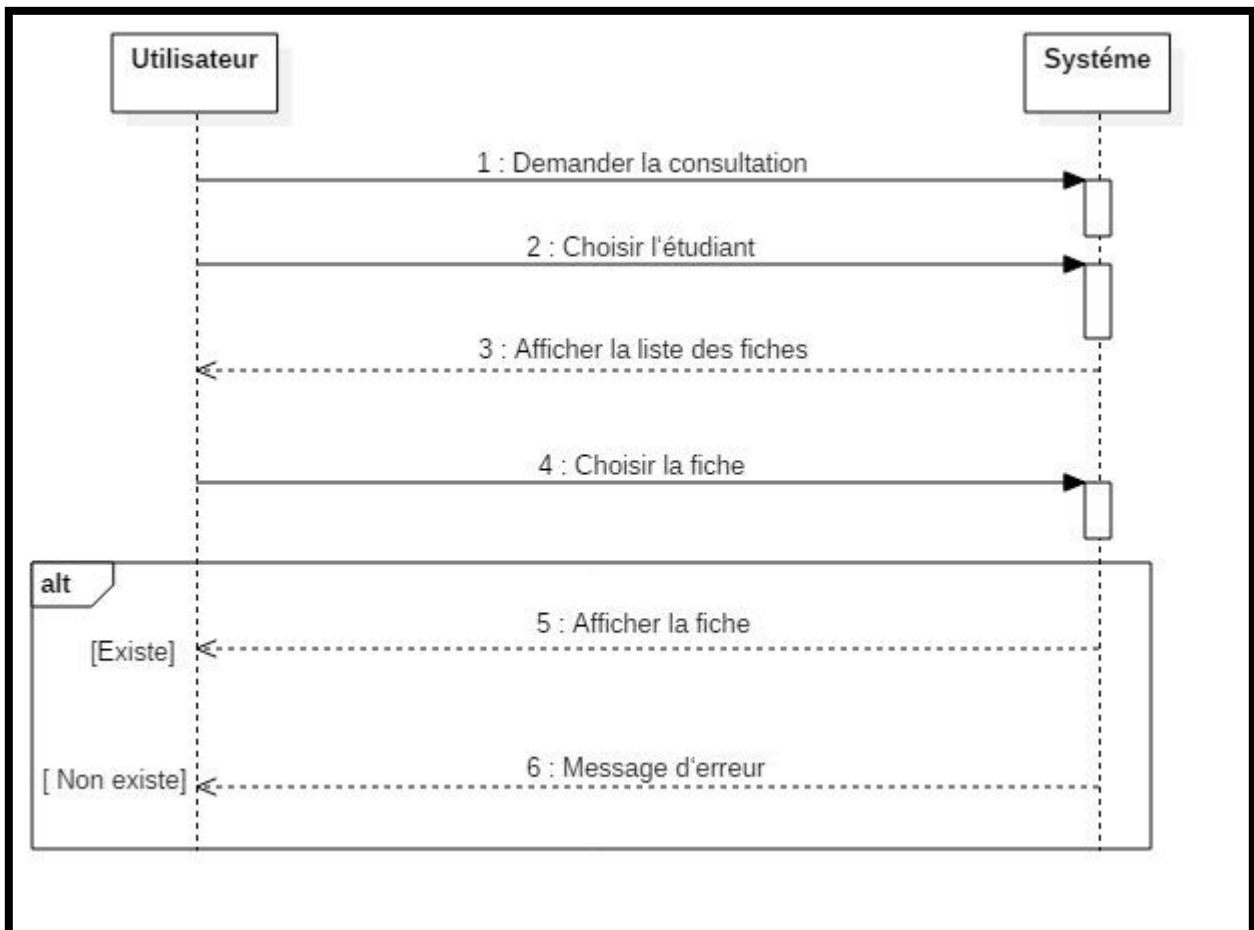 Utilisateur
Systéme
1 : Demander la consultation
2 : Choisir l‘étudiant
3 : Afficher la liste des fiches
4 : Choisir la fiche
alt
5 : Afficher la fiche
[Existe]
6 : Message d‘erreur
[ Non existe]